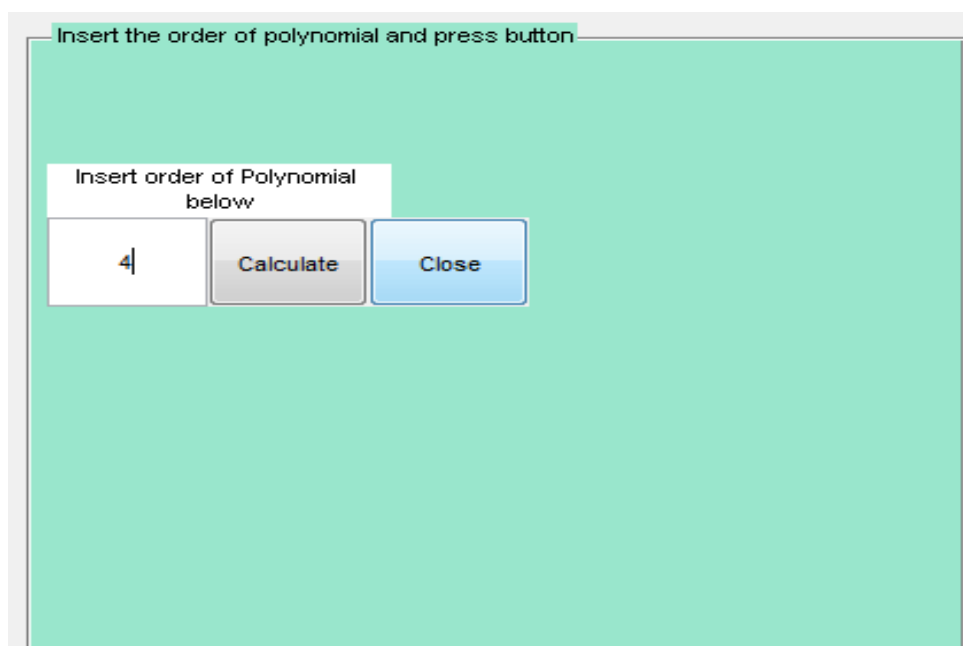 Insert the order of polynomial and press button
Insert order of Polynomial
below
4
Calculate
Close